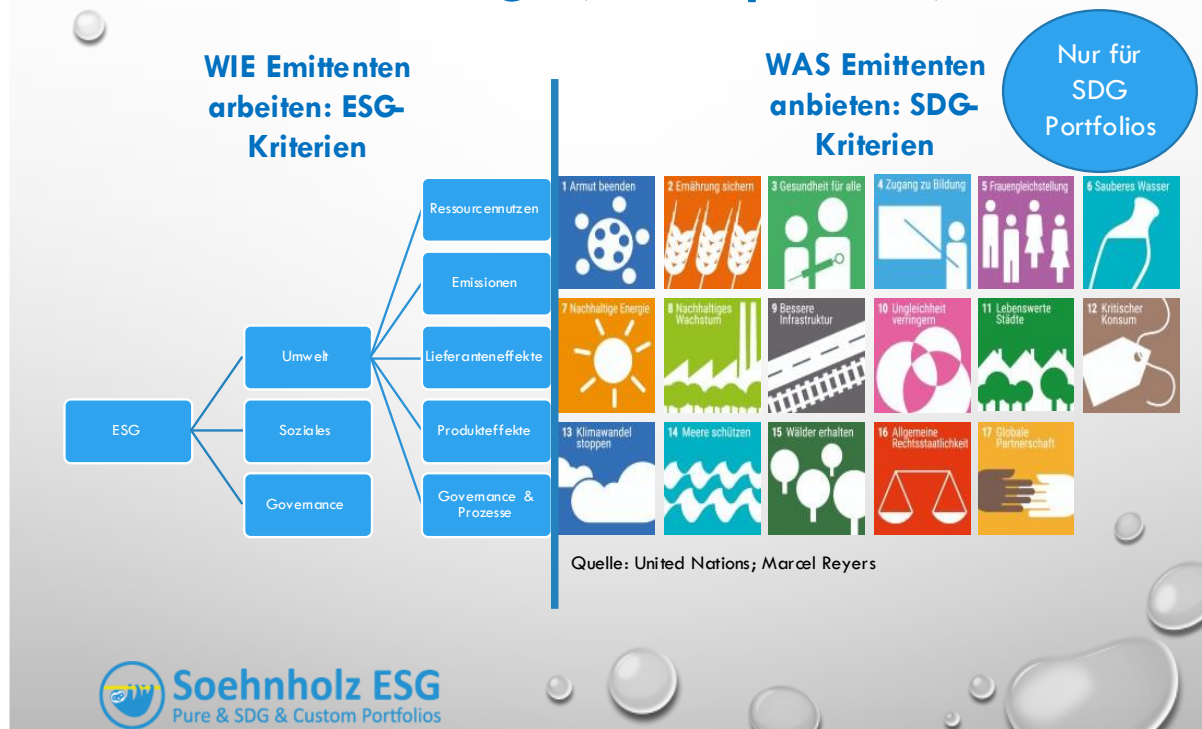 WIE Emittenten
arbeiten: ESG-
Kriterien
WAS Emittenten
anbieten: SDG-
Kriterien
Nur für
SDG
Portfolios
ESG
Umwelt
Soziales
Governance
Ressourcennutzen
Emissionen
Lieferanteneffekte
Produkteffekte
Governance &
Prozesse
1 Armut beenden
2 Ernährung sichern
3 Gesundheit für alle
4 Zugang zu Bildung
5 Frauengleichstellung
6 Sauberes Wasser
7 Nachhaltige Energie
8 Nachhaltiges
Wachstum
9 Bessere
Infrastruktur
10 Ungleichheit
verringern
11 Lebenswerte
Städte
12 Kritischer
Konsum
13 Klimawandel
stoppen
14 Meere schützen
15 Wälder erhalten
16 Allgemeine
Rechtsstaatlichkeit
17 Globale
Partnerschaft
Quelle: United Nations; Marcel Reyers
Soehnholz ESG
Pure & SDG & Custom Portfolios